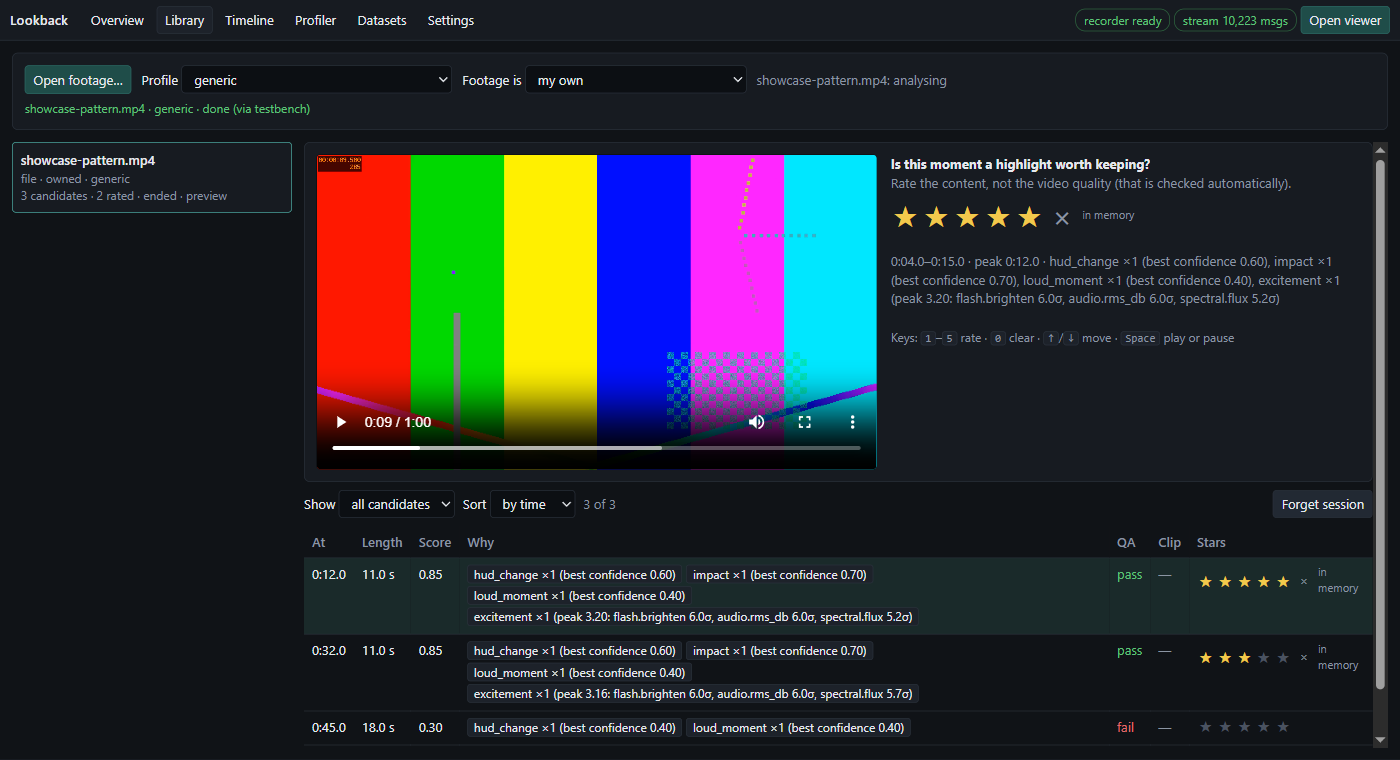 Lookback Overview Library Timeline Profiler Datasets Settings recorder ready stream 10,223 msgs Open viewer
Open footage... Profile generic Footage is my own showcase-pattern.mp4: analysing
showcase-pattern.mp4 · generic · done (via testbench)
showcase-pattern.mp4
file · owned · generic
3 candidates · 2 rated · ended · preview
00:00:09.500
285
0:09 / 1:00
Is this moment a highlight worth keeping?
Rate the content, not the video quality (that is checked automatically).
★ ★ ★ ★ ★ × in memory
0:04.0–0:15.0 · peak 0:12.0 · hud_change ×1 (best confidence 0.60), impact ×1
(best confidence 0.70), loud_moment ×1 (best confidence 0.40), excitement ×1
(peak 3.20: flash.brighten 6.0σ, audio.rms_db 6.0σ, spectral.flux 5.2σ)
Keys: 1 – 5 rate · 0 clear · ↑ / ↓ move · Space play or pause
Show all candidates Sort by time 3 of 3 Forget session
At Length Score Why QA Clip Stars
0:12.0 11.0 s 0.85 hud_change ×1 (best confidence 0.60) impact ×1 (best confidence 0.70) pass — ★ ★ ★ ★ ★ × in
memory
loud_moment ×1 (best confidence 0.40)
excitement ×1 (peak 3.20: flash.brighten 6.0σ, audio.rms_db 6.0σ, spectral.flux 5.2σ)
0:32.0 11.0 s 0.85 hud_change ×1 (best confidence 0.60) impact ×1 (best confidence 0.70) pass — ★ ★ ★ ★ ★ × in
memory
loud_moment ×1 (best confidence 0.40)
excitement ×1 (peak 3.16: flash.brighten 6.0σ, audio.rms_db 6.0σ, spectral.flux 5.7σ)
0:45.0 18.0 s 0.30 hud_change ×1 (best confidence 0.40) loud_moment ×1 (best confidence 0.40) fail — ★ ★ ★ ★ ★